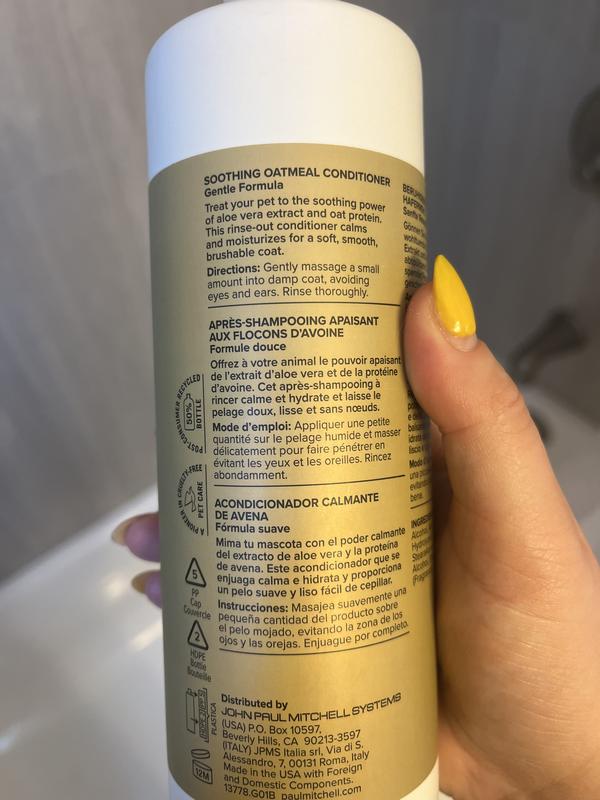 SOOTHING OATMEAL CONDITIONER
Gentle Formula
Treat your pet to the soothing power
of aloe vera extract and oat protein.
This rinse-out conditioner calms
and moisturizes for a soft, smooth,
brushable coat.
Directions: Gently massage a small
amount into damp coat, avoiding
eyes and ears. Rinse thoroughly.
APRÈS-SHAMPOOING APAISANT
AUX FLOCONS D'AVOINE
Formule douce
Offrez à votre animal le pouvoir apaisant
de l'extrait d'aloe vera et de la protéine
d'avoine. Cet après-shampooing à
rincer calme et hydrate et laisse le
pelage doux, lisse et sans nœuds.
Mode d'emploi: Appliquer une petite
quantité sur le pelage humide et masser
délicatement pour faire pénétrer en
évitant les yeux et les oreilles. Rincez
abondamment.
ACONDICIONADOR CALMANTE
DE AVENA
Fórmula suave
Mima tu mascota con el poder calmante
del extracto de aloe vera y la proteína
de avena. Este acondicionador que se
enjuaga calma e hidrata y proporciona
un pelo suave y liso fácil de cepillar.
Instrucciones: Masajea suavemente una
pequeña cantidad del producto sobre
el pelo mojado, evitando la zona de los
ojos y las orejas. Enjuague por completo.
Distributed by
JOHN PAUL MITCHELL SYSTEMS
(USA) P.O. Box 10597,
Beverly Hills, CA 90213-3597
(ITALY) JPMS Italia srl, Via di S.
Alessandro, 7, 00131 Roma, Italy
Made in the USA with Foreign
and Domestic Components.
13778.G01B paulmitchell.com
POST-CONSUMER RECYCLED
50%
BOTTLE
A PIONEER IN CRUELTY-FREE
PET CARE
5
PP
Cap
Couvercle
2
HDPE
Bottle
Bouteille
PLASTICA
12M